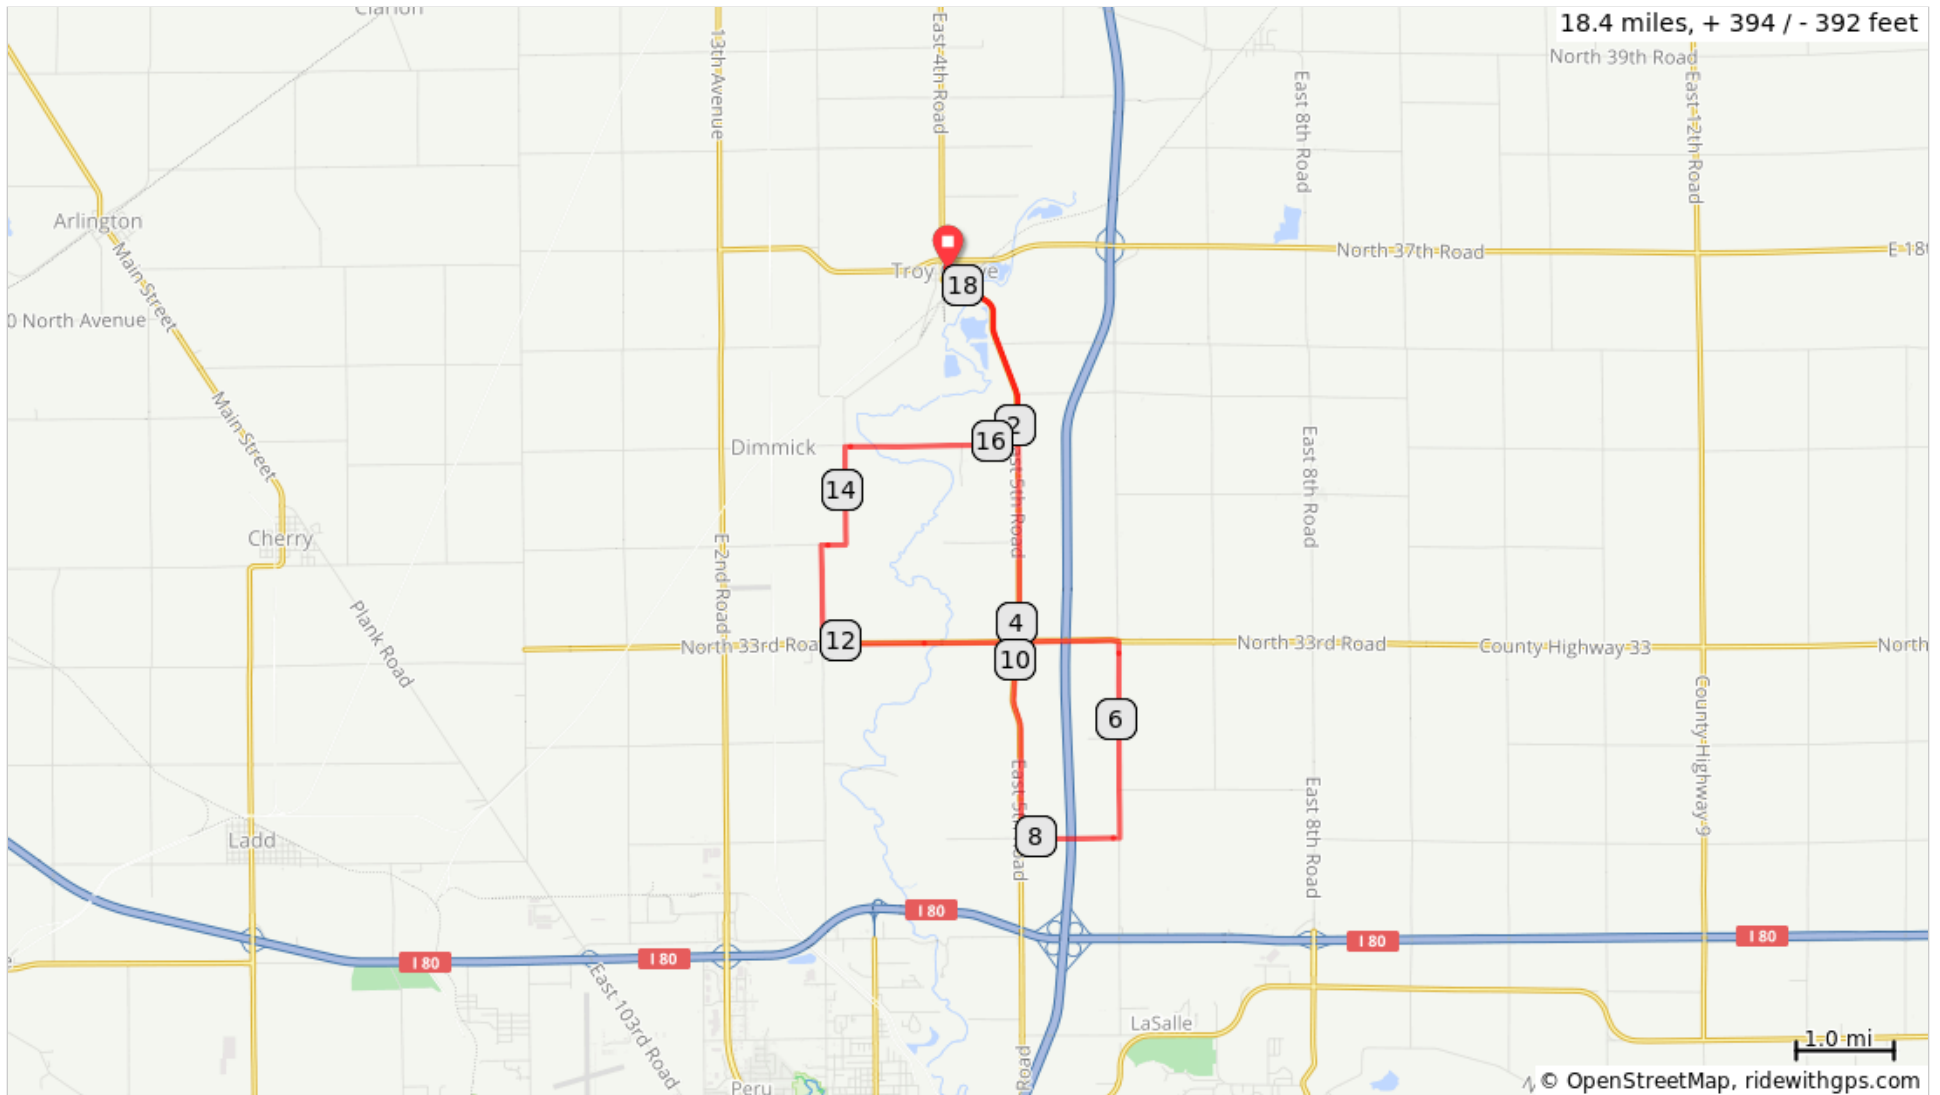 Clarion
18.4 miles, + 394 / - 392 feet
North 39th Road
13th Avenue
East 4th Road
East 8th Road
East 12th Road
Arlington
Main Street
North 37th Road
E 18
Troy
18
0 North Avenue
Main Street
2
16
Dimmick
14
East 8th Road
Cherry
E 2nd Road
Plank Road
4
North 33rd Roa
12
10
North 33rd Road
County Highway 33
North
6
County Highway 9
East 8th Road
8
Ladd
I 80
I 80
I 80
I 80
I 80
East 103rd Road
LaSalle
Road
Peru
1.0 mi
© OpenStreetMap, ridewithgps.com